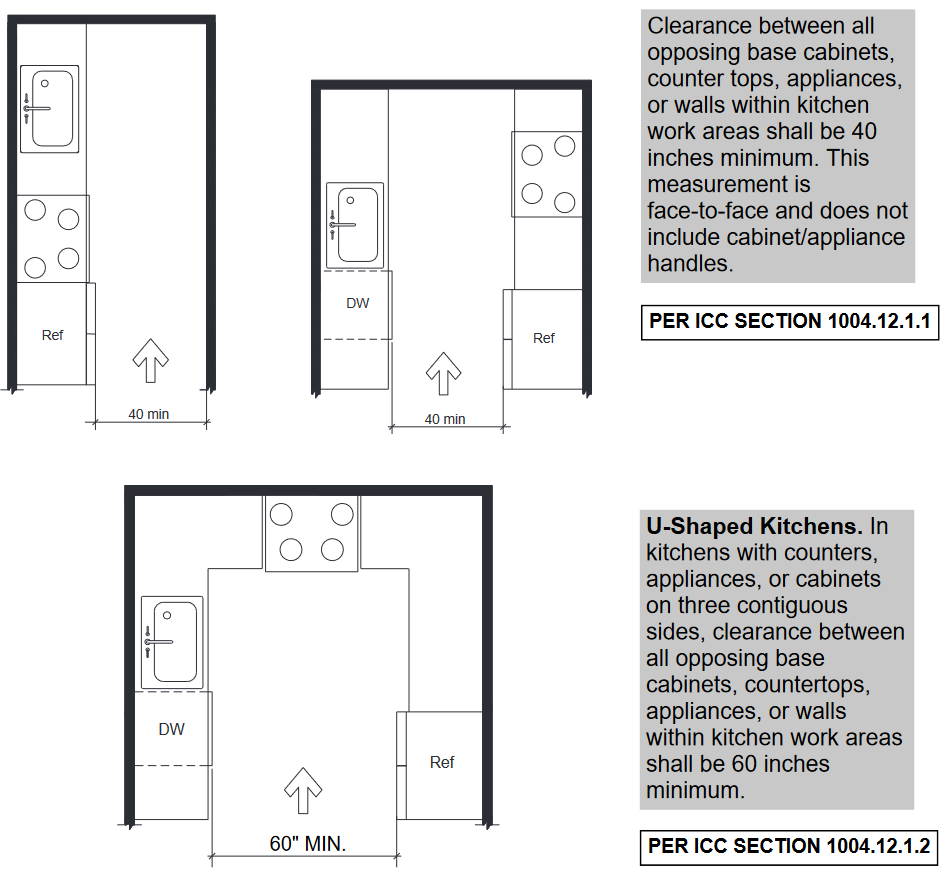 Clearance between all
opposing base cabinets,
counter tops, appliances,
or walls within kitchen
work areas shall be 40
inches minimum. This
measurement is
face-to-face and does not
include cabinet/appliance
handles.
PER ICC SECTION 1004.12.1.1
Ref
40 min
DW
Ref
40 min
U-Shaped Kitchens. In
kitchens with counters,
appliances, or cabinets
on three contiguous
sides, clearance between
all opposing base
cabinets, countertops,
appliances, or walls
within kitchen work areas
shall be 60 inches
minimum.
PER ICC SECTION 1004.12.1.2
DW
Ref
60" MIN.